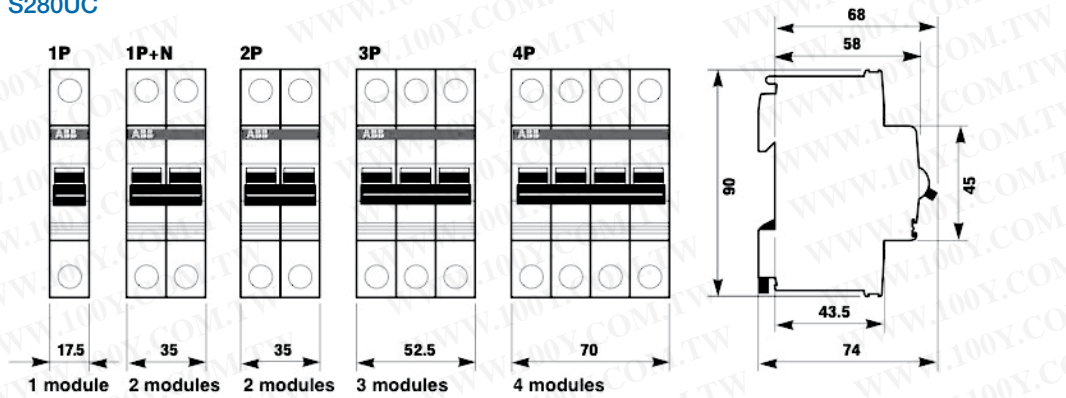 S280UC
68
58
1P 1P+N 2P 3P 4P
ABB ABB ABB ABB ABB
90
45
43.5
17.5 35 35 52.5 70 74
1 module 2 modules 2 modules 3 modules 4 modules
WWW.100Y.COM.TW